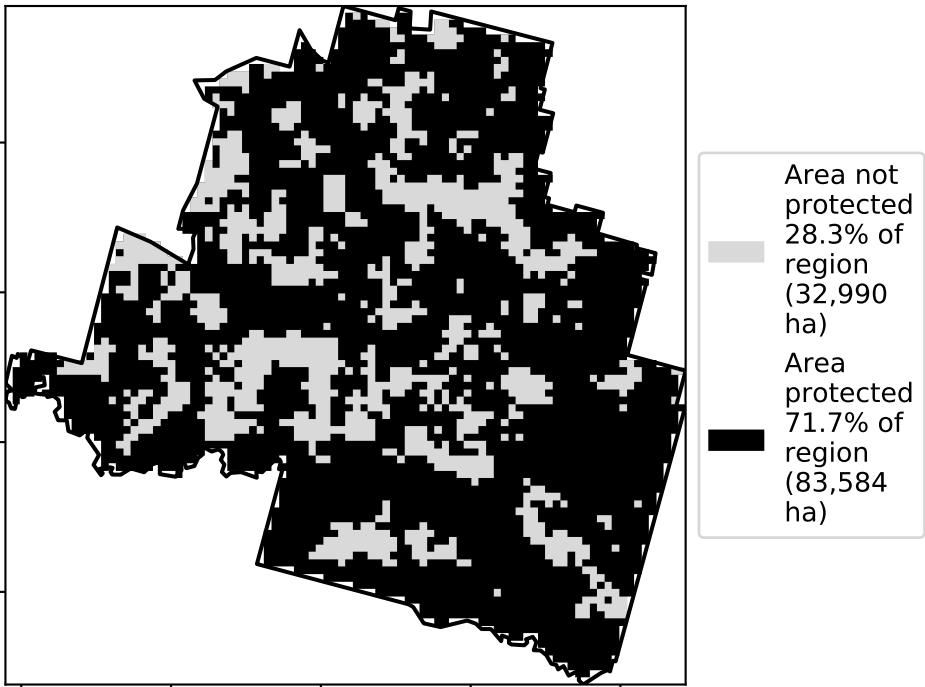 Area not
protected
28.3% of
region
(32,990
ha)
Area
protected
71.7% of
region
(83,584
ha)